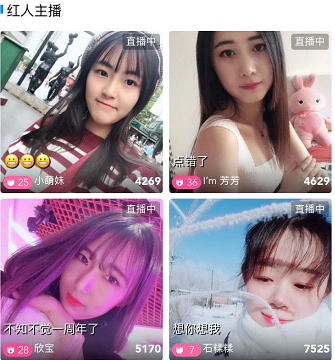 红人主播
直播中
直播中
点错了
25 小萌妹 4269
36 I'm 芳芳 4629
直播中
直播中
不知不觉一周年了
想你想我
28 欣宝 5170
7 石糅糅 7525